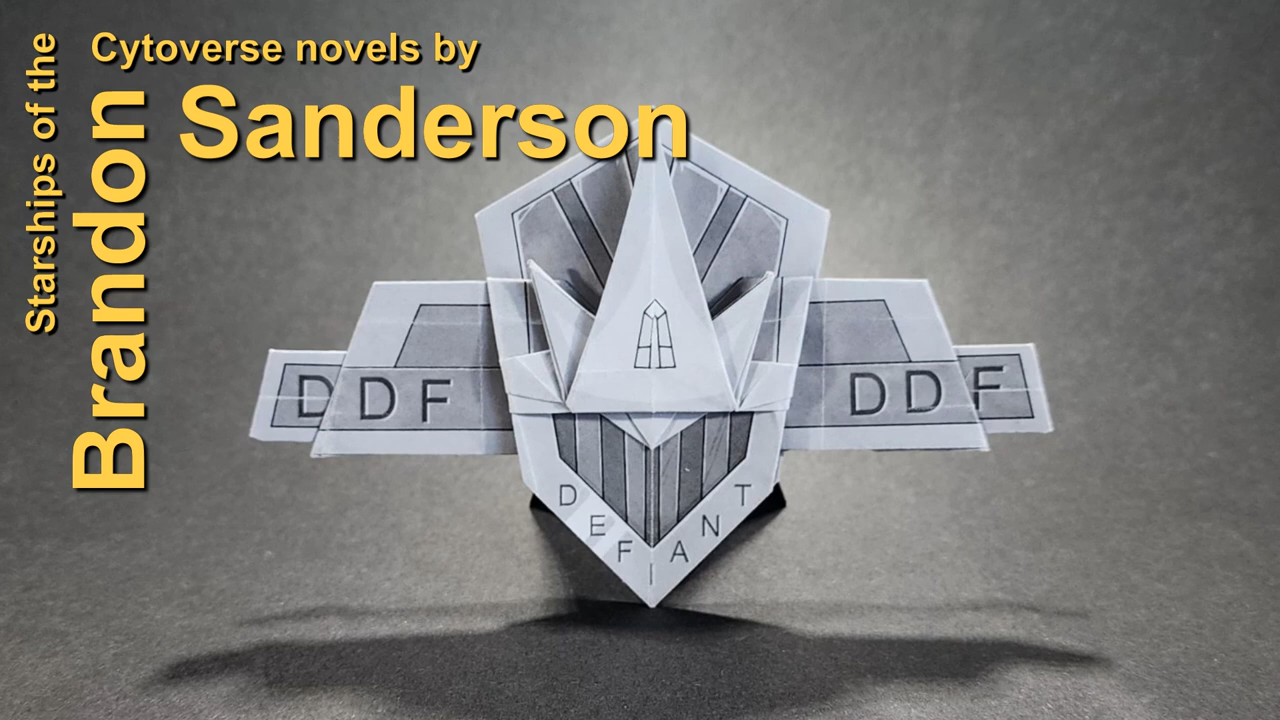 Starships of the
Cytoverse novels by
Brandon
Sanderson
D
DDF
DDF
F
DEFIANT